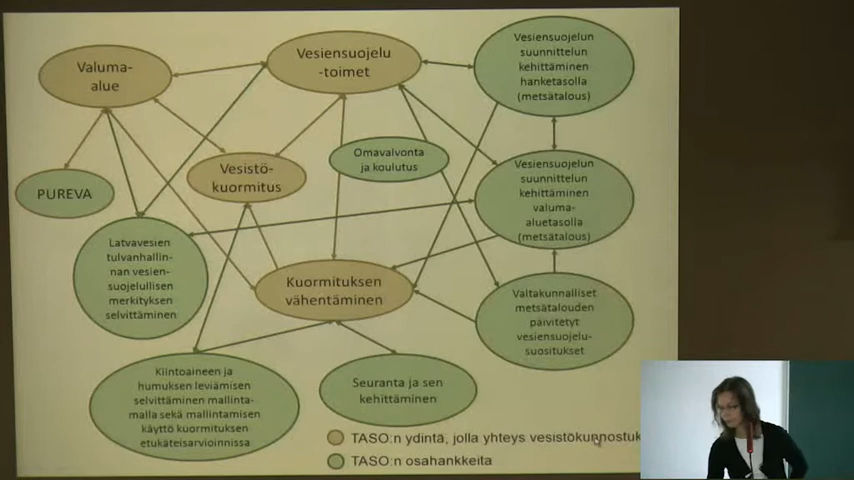 Valuma-
alue
Vesiensuojelu
-toimet
Vesiensuojelun
suunnittelun
kehittäminen
hanketasolla
(metsätalous)
Omavalvonta
ja koulutus
Vesistö-
kuormitus
PUREVA
Vesiensuojelun
suunnittelun
kehittäminen
valuma-
aluetasolla
(metsätalous)
Latvavesien
tulvanhallin-
nan vesien-
suojelullisen
merkityksen
selvittäminen
Kuormituksen
vähentäminen
Valtakunnalliset
metsätalouden
päivitetyt
vesiensuojelu-
suositukset
Kiintoaineen ja
humuksen leviämisen
selvittäminen mallinta-
malla sekä mallintamisen
käyttö kuormituksen
etukäteisarvioinnissa
Seuranta ja sen
kehittäminen
TASO:n ydintä, jolla yhteys vesistökunnostuk
TASO:n osahankkeita